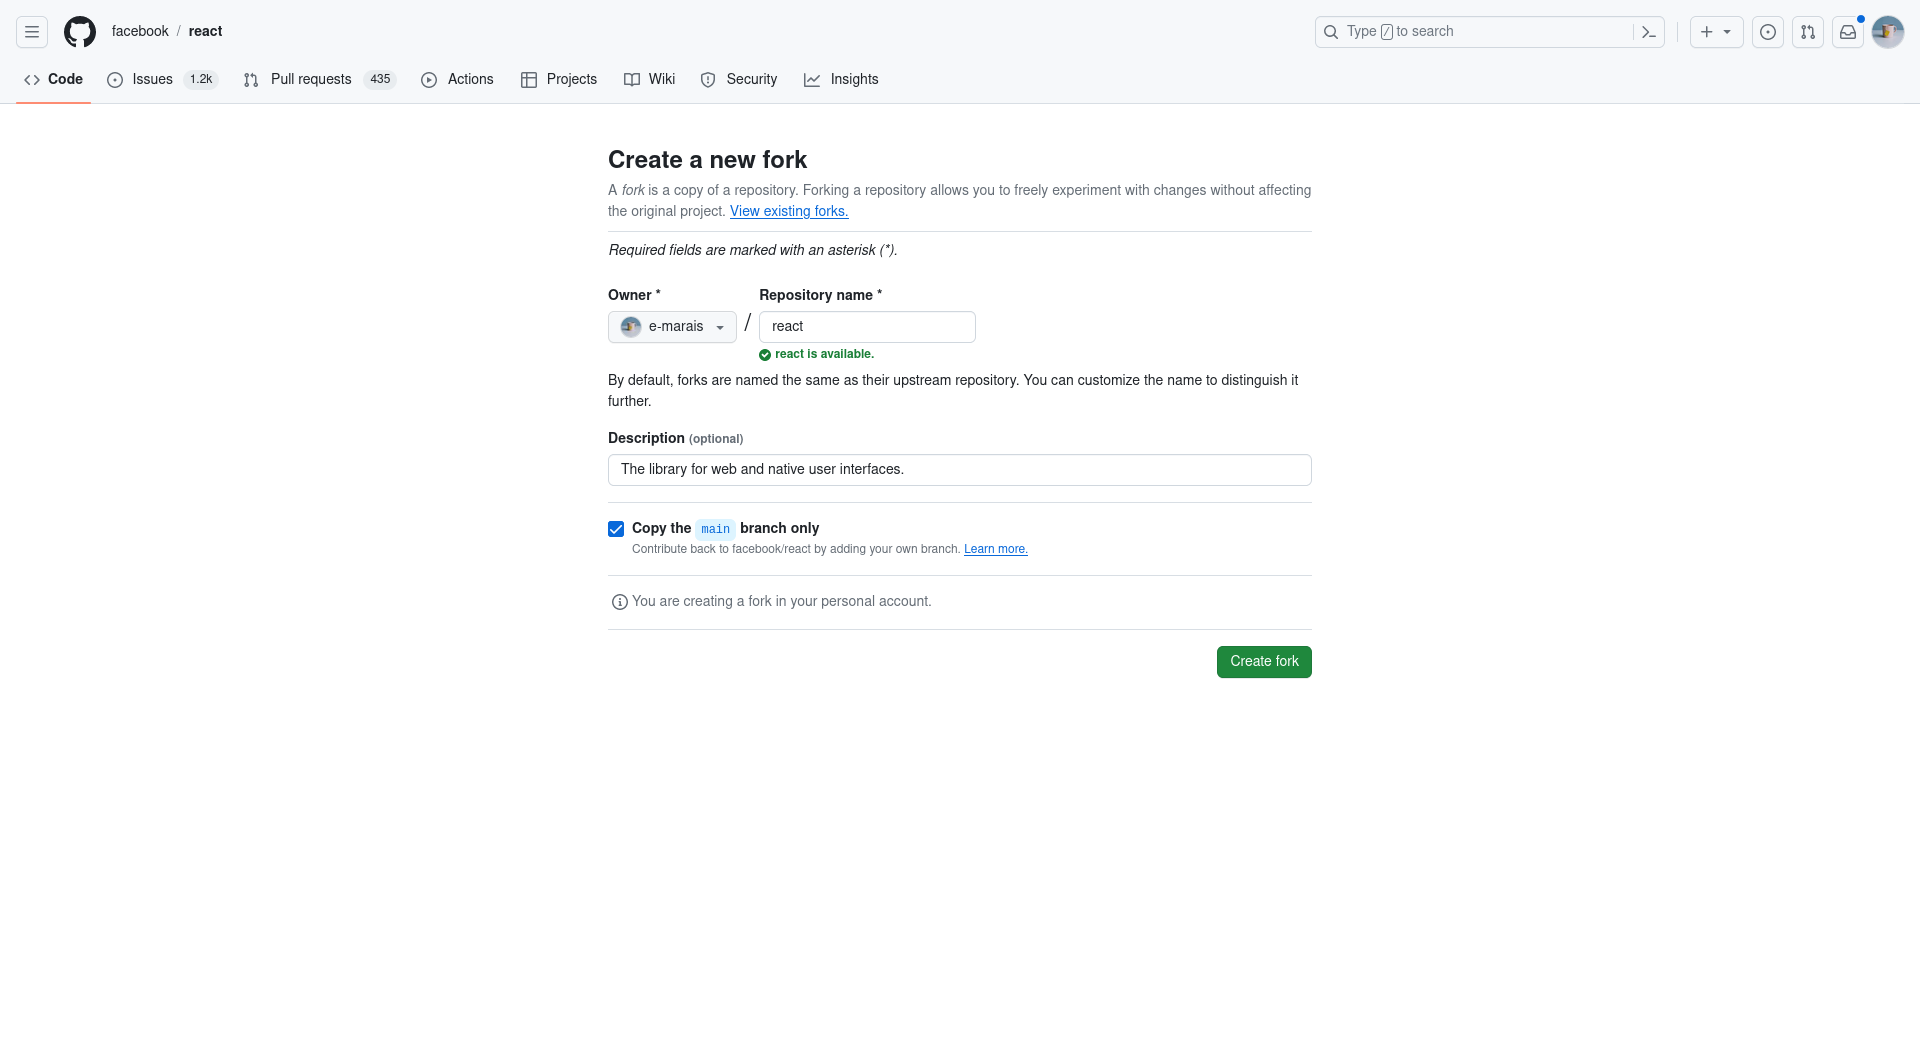 facebook / react
Type / to search
Code
Issues 1.2k
Pull requests 435
Actions
Projects
Wiki
Security
Insights
Create a new fork
A fork is a copy of a repository. Forking a repository allows you to freely experiment with changes without affecting
the original project. View existing forks.
Required fields are marked with an asterisk (*).
Owner *
e-marais
/
Repository name *
react
react is available.
By default, forks are named the same as their upstream repository. You can customize the name to distinguish it
further.
Description (optional)
The library for web and native user interfaces.
Copy the main branch only
Contribute back to facebook/react by adding your own branch. Learn more.
You are creating a fork in your personal account.
Create fork